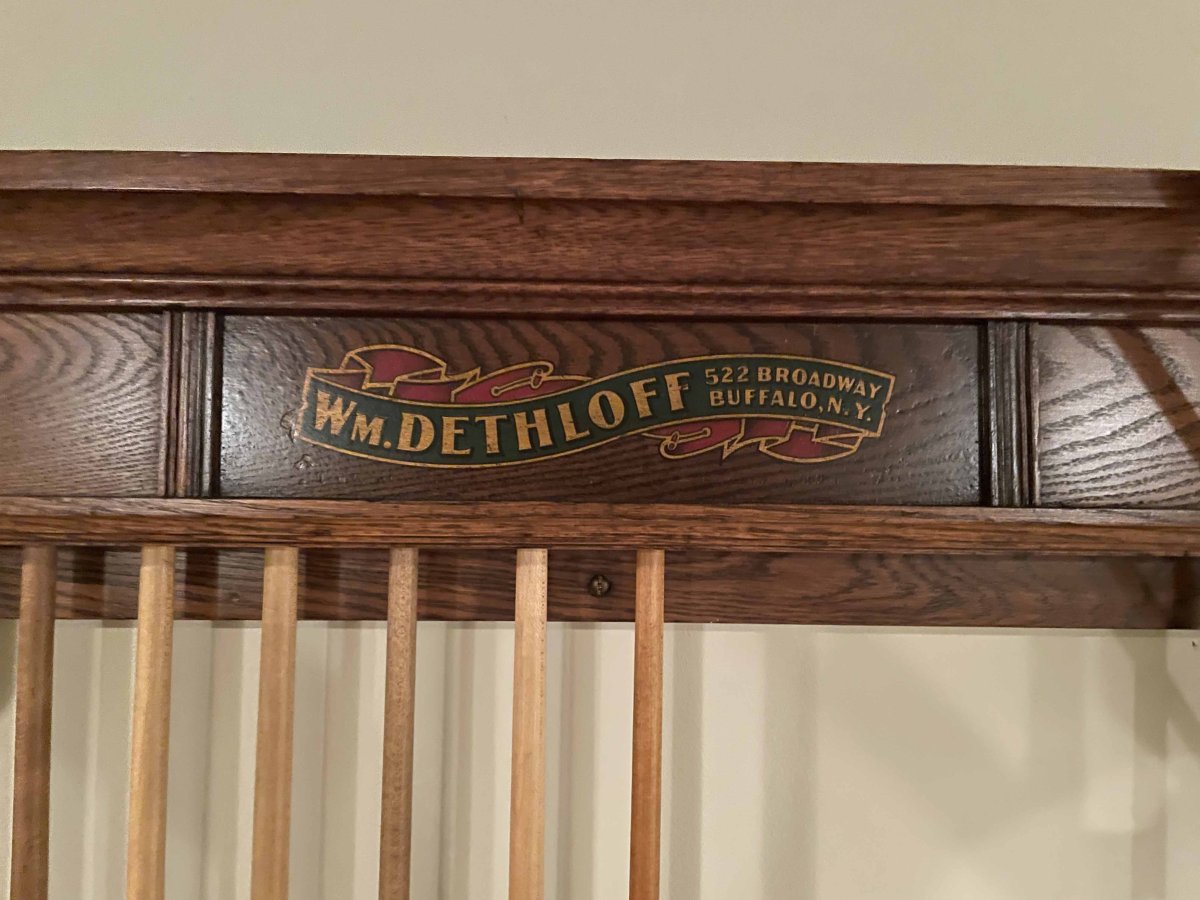 Wm. DETHLOFF
522 BROADWAY
BUFFALO, N.Y.